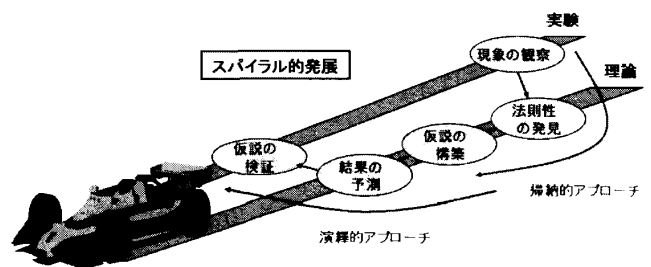 実験
現象の観察
スパイラル的発展
理論
法則性
の発見
仮説の
構築
仮説の
検証
結果の
予測
帰納的アプローチ
演繹的アプローチ